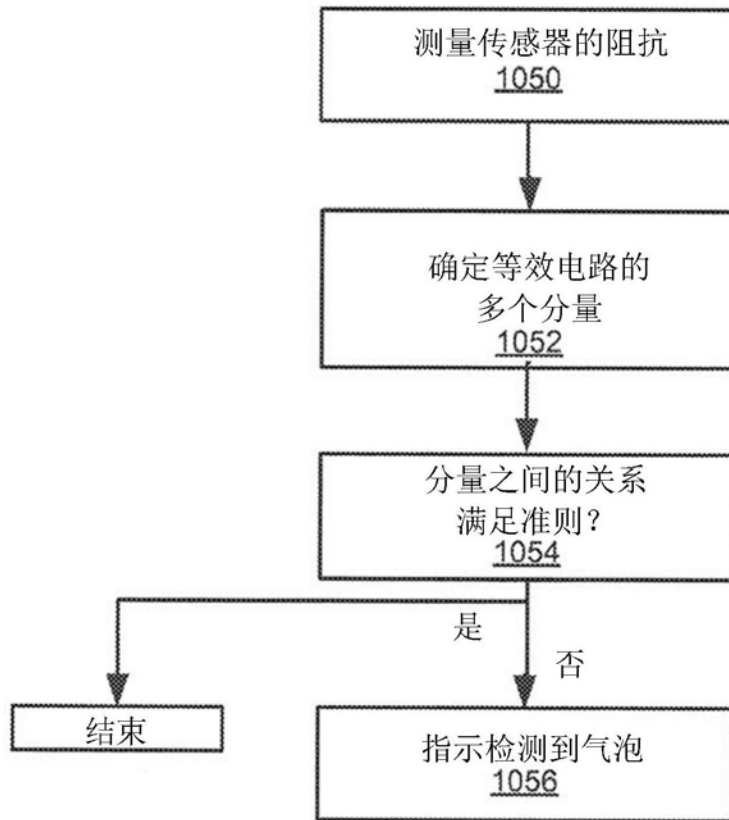 测量传感器的阻抗
1050
确定等效电路的
多个分量
1052
分量之间的关系
满足准则？
1054
是
否
结束
指示检测到气泡
1056